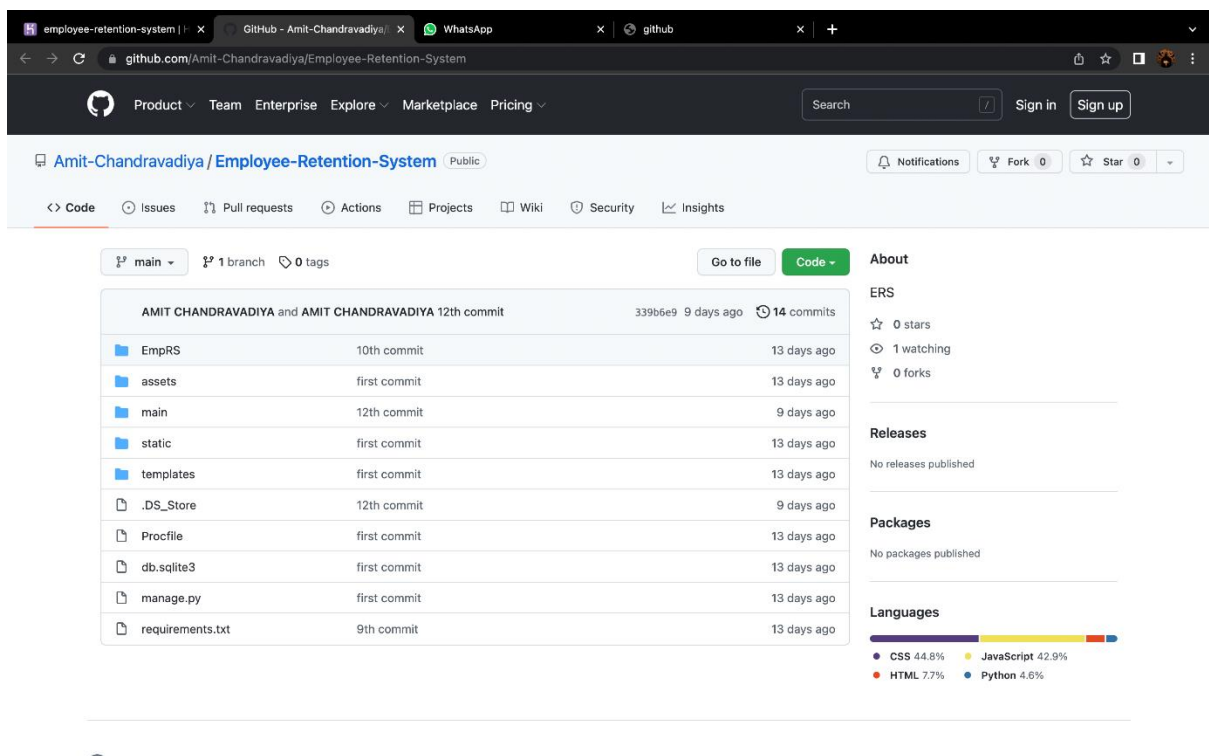 employee-retention-system | H
GitHub - Amit-Chandravadiya/
WhatsApp
github
github.com/Amit-Chandravadiya/Employee-Retention-System
Product Team Enterprise Explore Marketplace Pricing
Search /
Sign in Sign up
Amit-Chandravadiya / Employee-Retention-System Public
Notifications Fork 0 Star 0
<> Code Issues Pull requests Actions Projects Wiki Security Insights
main 1 branch 0 tags
Go to file Code
AMIT CHANDRAVADIYA and AMIT CHANDRAVADIYA 12th commit 339b6e9 9 days ago 14 commits
EmpRS 10th commit 13 days ago
assets first commit 13 days ago
main 12th commit 9 days ago
static first commit 13 days ago
templates first commit 13 days ago
.DS_Store 12th commit 9 days ago
Procfile first commit 13 days ago
db.sqlite3 first commit 13 days ago
manage.py first commit 13 days ago
requirements.txt 9th commit 13 days ago
About
ERS
0 stars
1 watching
0 forks
Releases
No releases published
Packages
No packages published
Languages
CSS 44.8% JavaScript 42.9%
HTML 7.7% Python 4.6%